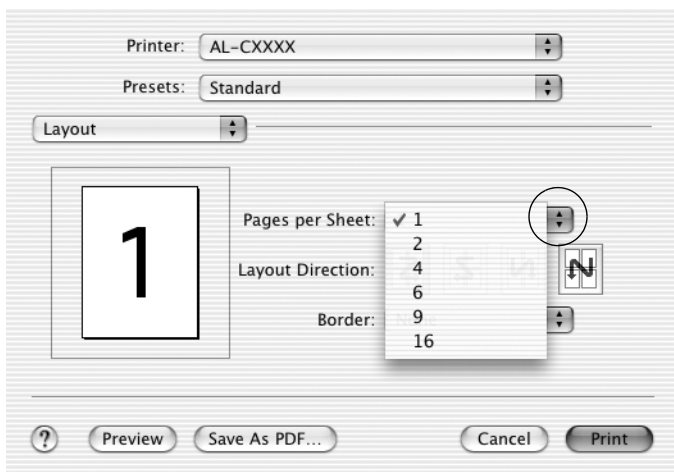 Printer: AL-CXXXX
Presets: Standard
Layout
1
Pages per Sheet: ✓ 1
2
Layout Direction: 4
6
Border: 9
16
? Preview Save As PDF... Cancel Print